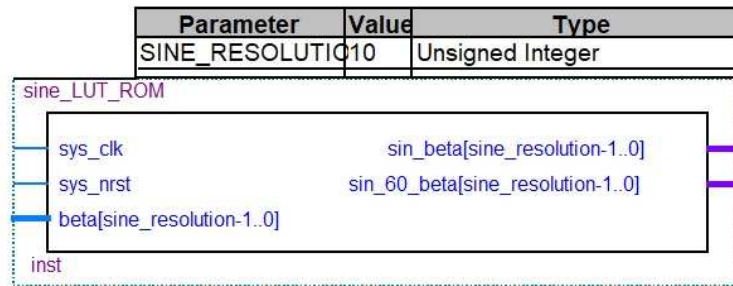 Parameter Value Type
SINE_RESOLUTIO 10 Unsigned Integer
sine_LUT_ROM
sys_clk sin_beta[sine_resolution-1..0]
sys_nrst sin_60_beta[sine_resolution-1..0]
beta[sine_resolution-1..0]
inst